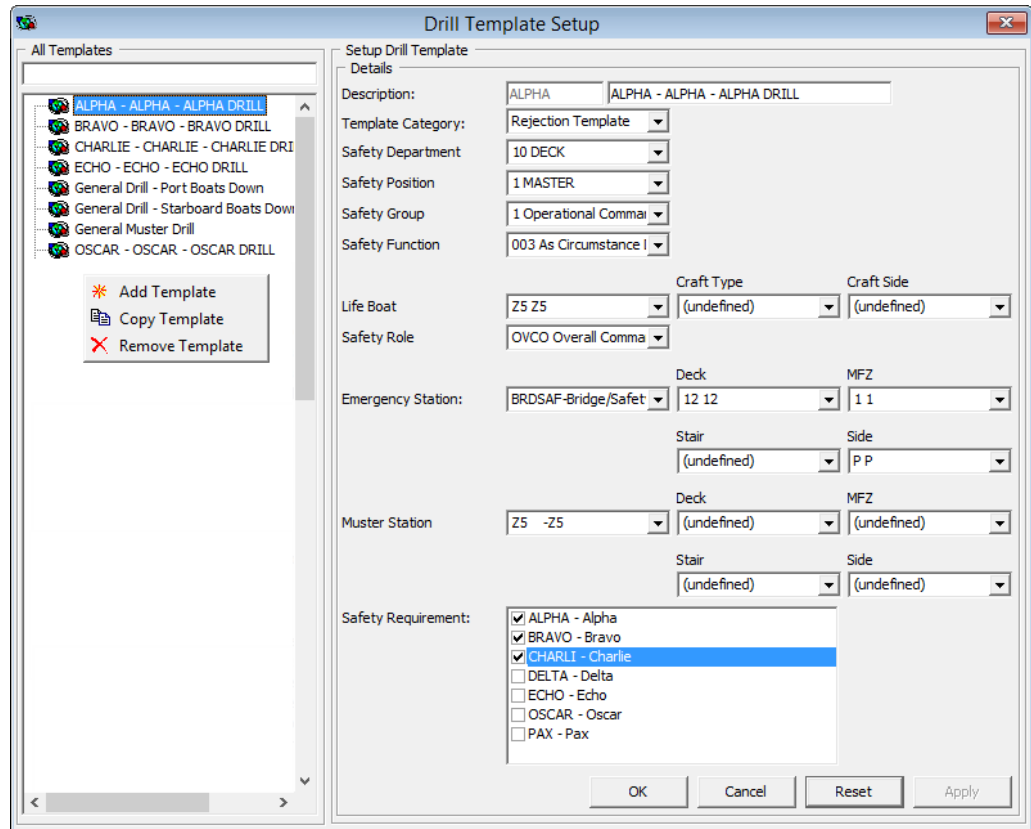 Drill Template Setup
All Templates
ALPHA - ALPHA - ALPHA DRILL
BRAVO - BRAVO - BRAVO DRILL
CHARLIE - CHARLIE - CHARLIE DRI
ECHO - ECHO - ECHO DRILL
General Drill - Port Boats Down
General Drill - Starboard Boats Down
General Muster Drill
OSCAR - OSCAR - OSCAR DRILL
Add Template
Copy Template
Remove Template
Setup Drill Template
Details
Description: ALPHA ALPHA - ALPHA - ALPHA DRILL
Template Category: Rejection Template
Safety Department 10 DECK
Safety Position 1 MASTER
Safety Group 1 Operational Comma
Safety Function 003 As Circumstance
Craft Type Craft Side
Life Boat Z5 Z5 (undefined) (undefined)
Safety Role OVCO Overall Comma
Deck MFZ
Emergency Station: BRDSAF-Bridge/Safet 12 12 1 1
Stair Side
(undefined) P P
Deck MFZ
Muster Station Z5 -Z5 (undefined) (undefined)
Stair Side
(undefined) (undefined)
Safety Requirement: ALPHA - Alpha
BRAVO - Bravo
CHARLI - Charlie
DELTA - Delta
ECHO - Echo
OSCAR - Oscar
PAX - Pax
OK Cancel Reset Apply